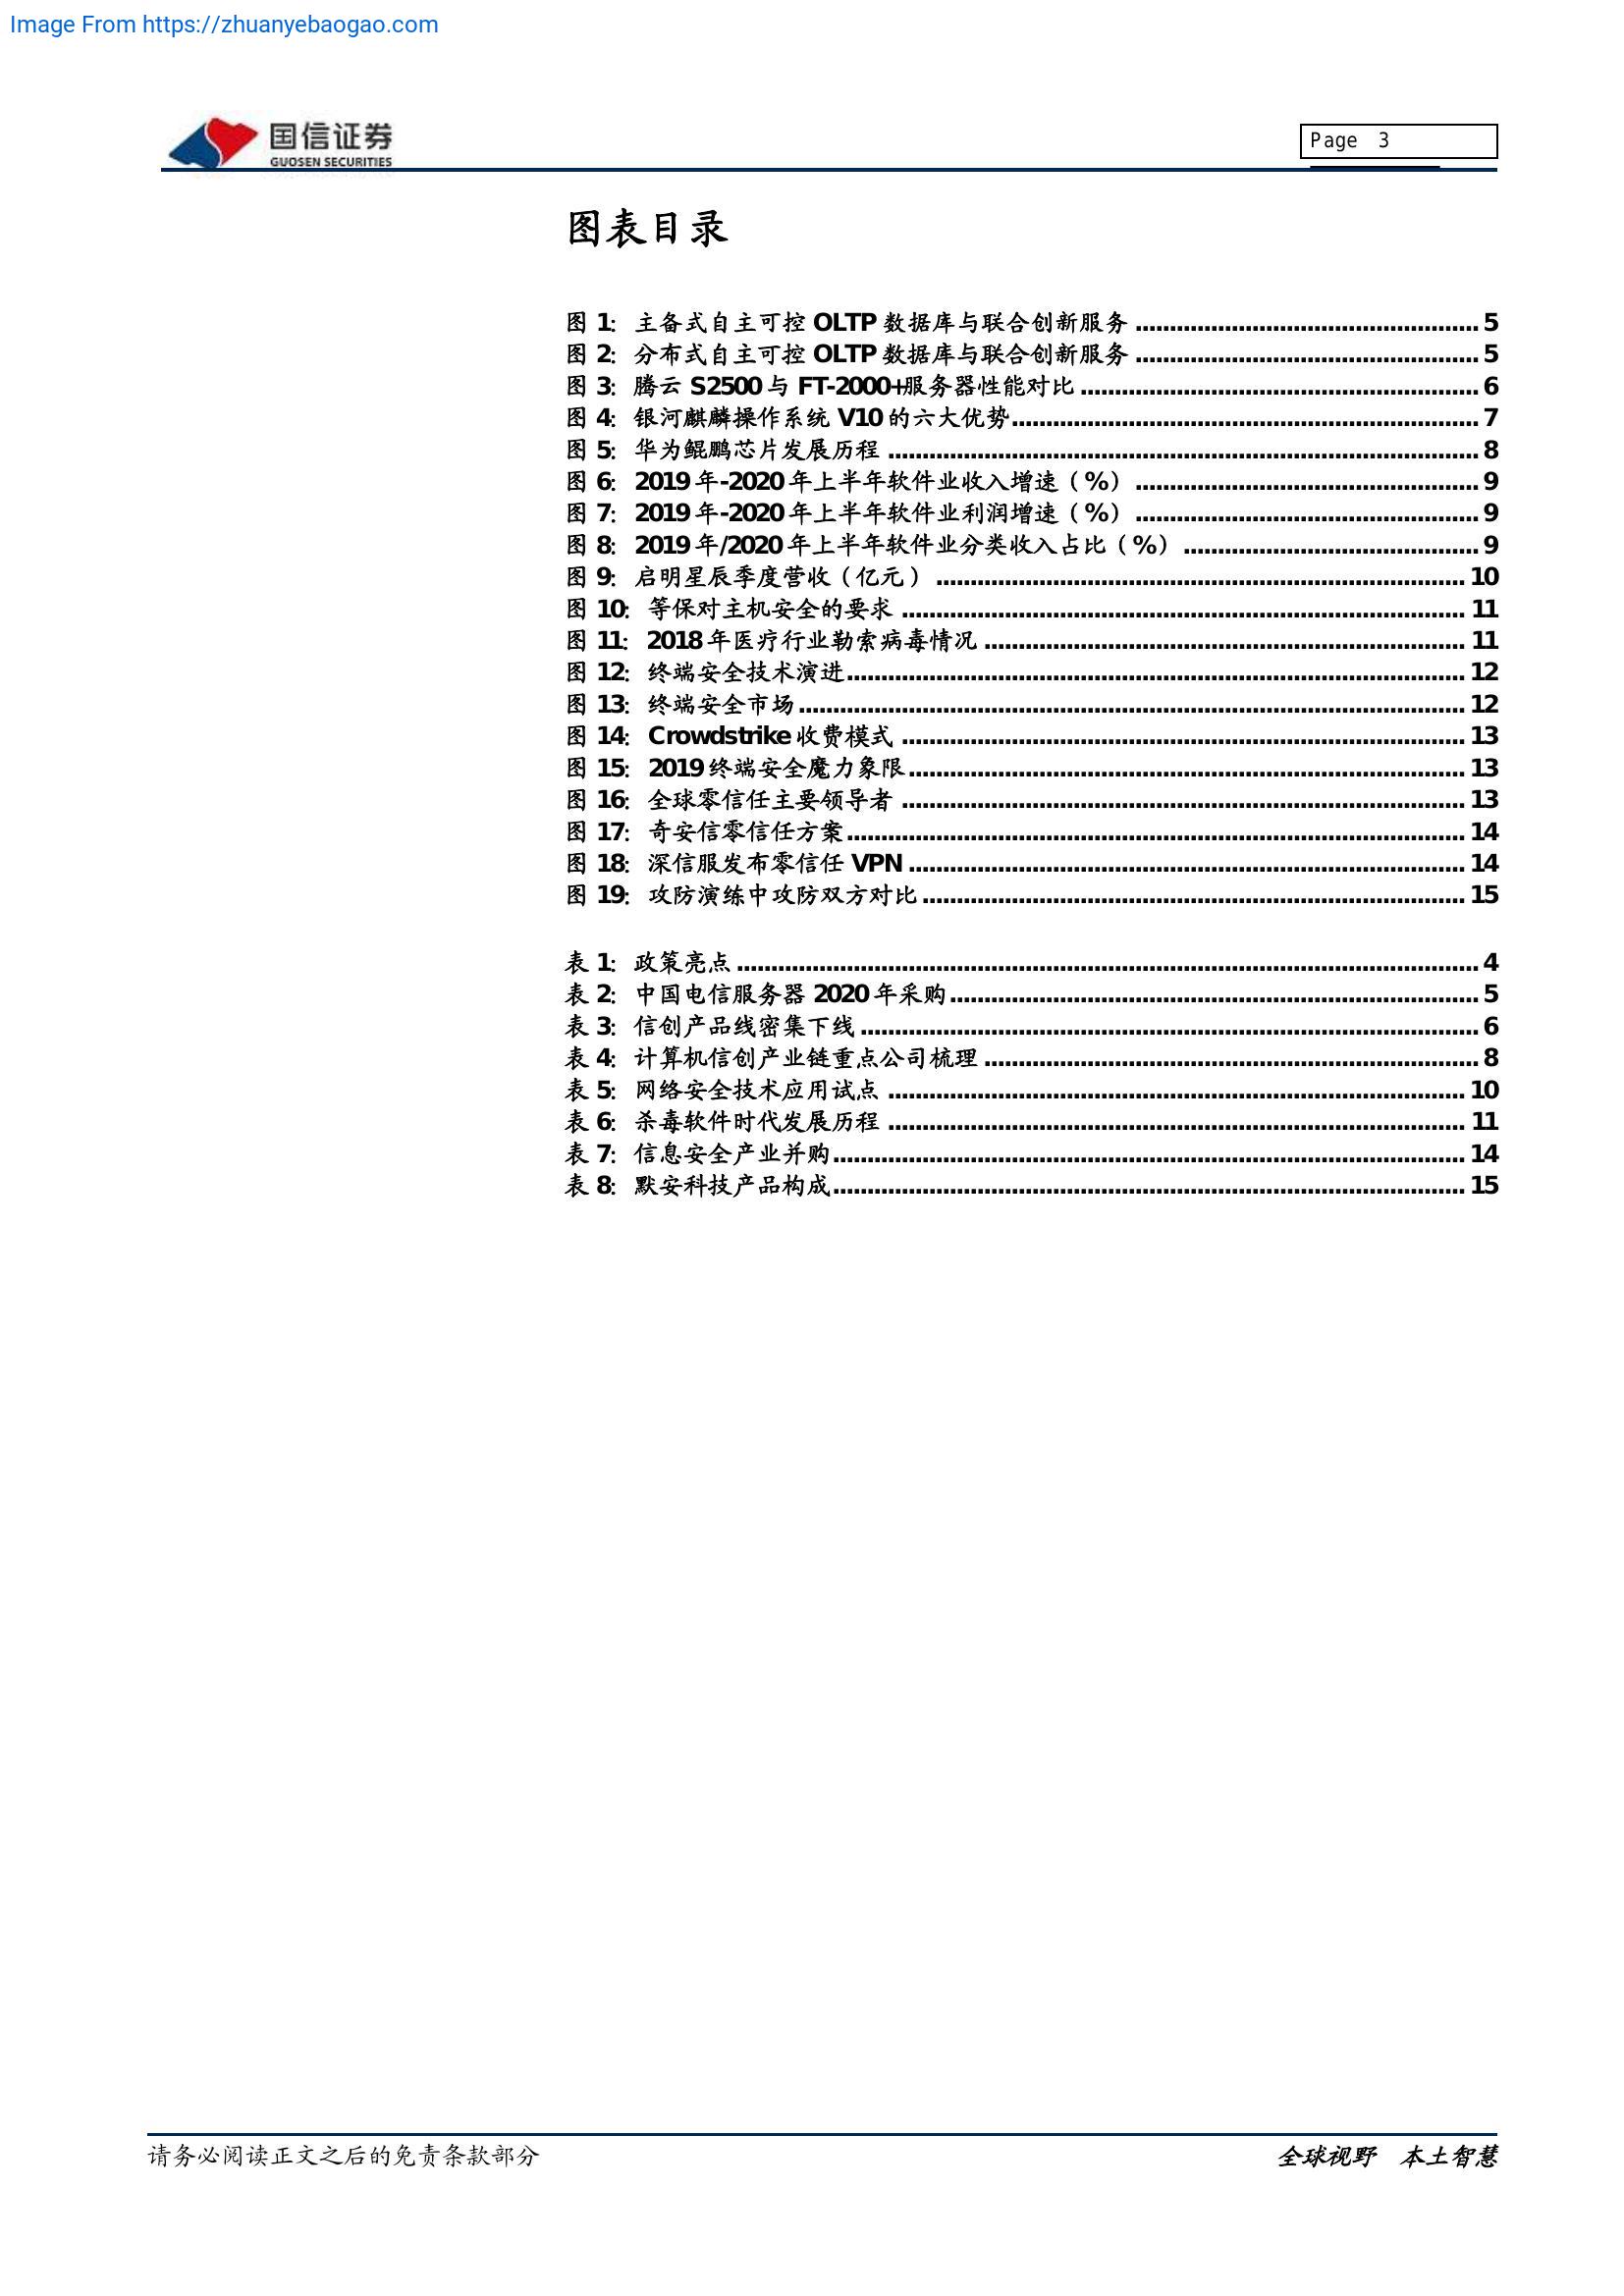 Image From https://zhuanyebaogao.com
国信证券
GUOSEN SECURITIES
Page 3
图表目录
图 1: 主备式自主可控 OLTP 数据库与联合创新服务 ........ 5
图 2: 分布式自主可控 OLTP 数据库与联合创新服务 ........ 5
图 3: 腾云 S2500 与 FT-2000+服务器性能对比 ........ 6
图 4: 银河麒麟操作系统 V10 的六大优势 ........ 7
图 5: 华为鲲鹏芯片发展历程 ........ 8
图 6: 2019 年-2020 年上半年软件业收入增速（%） ........ 9
图 7: 2019 年-2020 年上半年软件业利润增速（%） ........ 9
图 8: 2019 年/2020 年上半年软件业分类收入占比（%） ........ 9
图 9: 启明星辰季度营收（亿元） ........ 10
图 10: 等保对主机安全的要求 ........ 11
图 11: 2018 年医疗行业勒索病毒情况 ........ 11
图 12: 终端安全技术演进 ........ 12
图 13: 终端安全市场 ........ 12
图 14: Crowdstrike 收费模式 ........ 13
图 15: 2019 终端安全魔力象限 ........ 13
图 16: 全球零信任主要领导者 ........ 13
图 17: 奇安信零信任方案 ........ 14
图 18: 深信服发布零信任 VPN ........ 14
图 19: 攻防演练中攻防双方对比 ........ 15
表 1: 政策亮点 ........ 4
表 2: 中国电信服务器 2020 年采购 ........ 5
表 3: 信创产品线密集下线 ........ 6
表 4: 计算机信创产业链重点公司梳理 ........ 8
表 5: 网络安全技术应用试点 ........ 10
表 6: 杀毒软件时代发展历程 ........ 11
表 7: 信息安全产业并购 ........ 14
表 8: 默安科技产品构成 ........ 15
请务必阅读正文之后的免责条款部分
全球视野 本土智慧